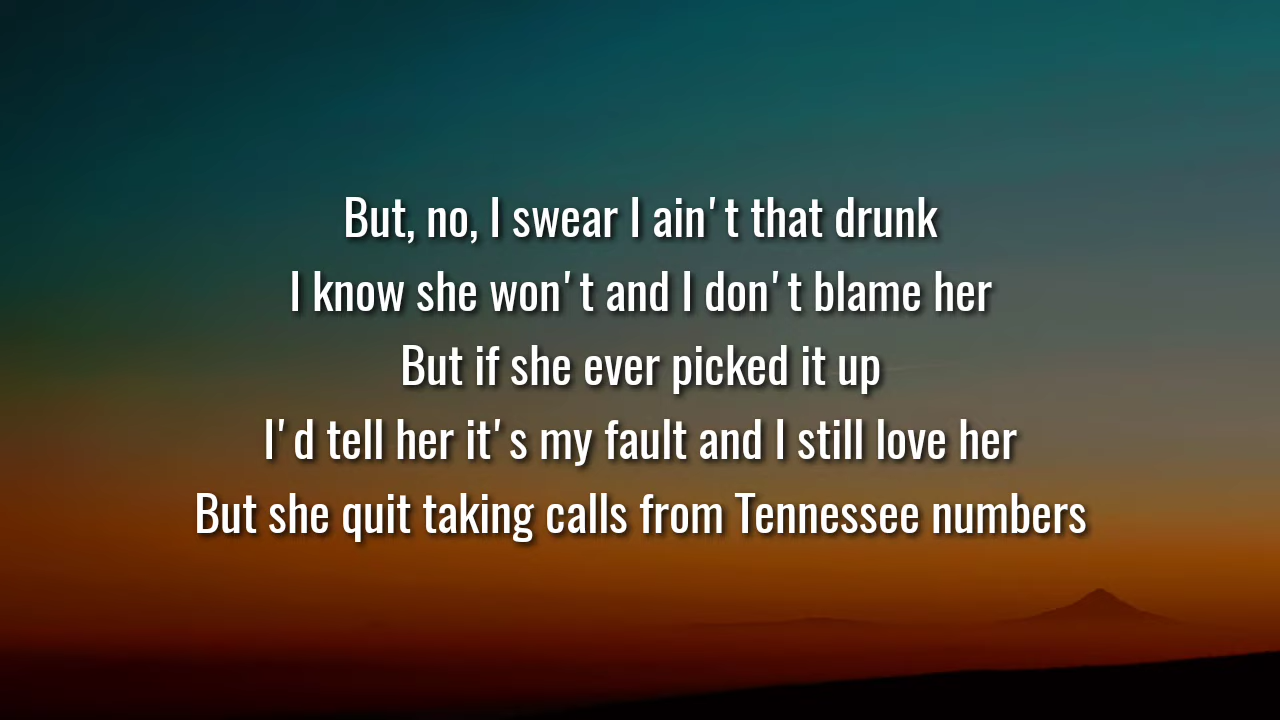 But, no, I swear I ain't that drunk
I know she won't and I don't blame her
But if she ever picked it up
I'd tell her it's my fault and I still love her
But she quit taking calls from Tennessee numbers